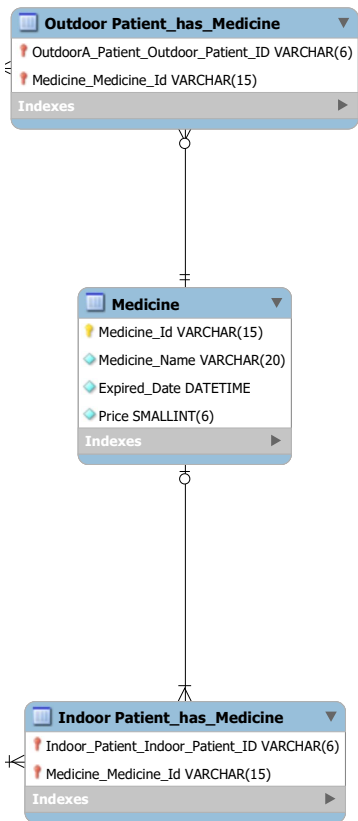 Outdoor Patient_has_Medicine
OutdoorA_Patient_Outdoor_Patient_ID VARCHAR(6)
Medicine_Medicine_Id VARCHAR(15)
Indexes
Medicine
Medicine_Id VARCHAR(15)
Medicine_Name VARCHAR(20)
Expired_Date DATETIME
Price SMALLINT(6)
Indexes
Indoor Patient_has_Medicine
Indoor_Patient_Indoor_Patient_ID VARCHAR(6)
Medicine_Medicine_Id VARCHAR(15)
Indexes